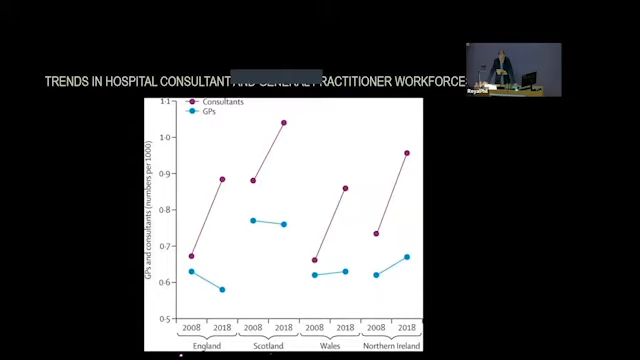 TRENDS IN HOSPITAL CONSULTANT AND GENERAL PRACTITIONER WORKFORCE
RoyalPhil
1·1
Consultants
GPs
1·0
0·9
0·8
0·7
0·6
0·5
GPs and consultants (numbers per 1000)
2008 2018 2008 2018 2008 2018 2008 2018
England Scotland Wales Northern Ireland